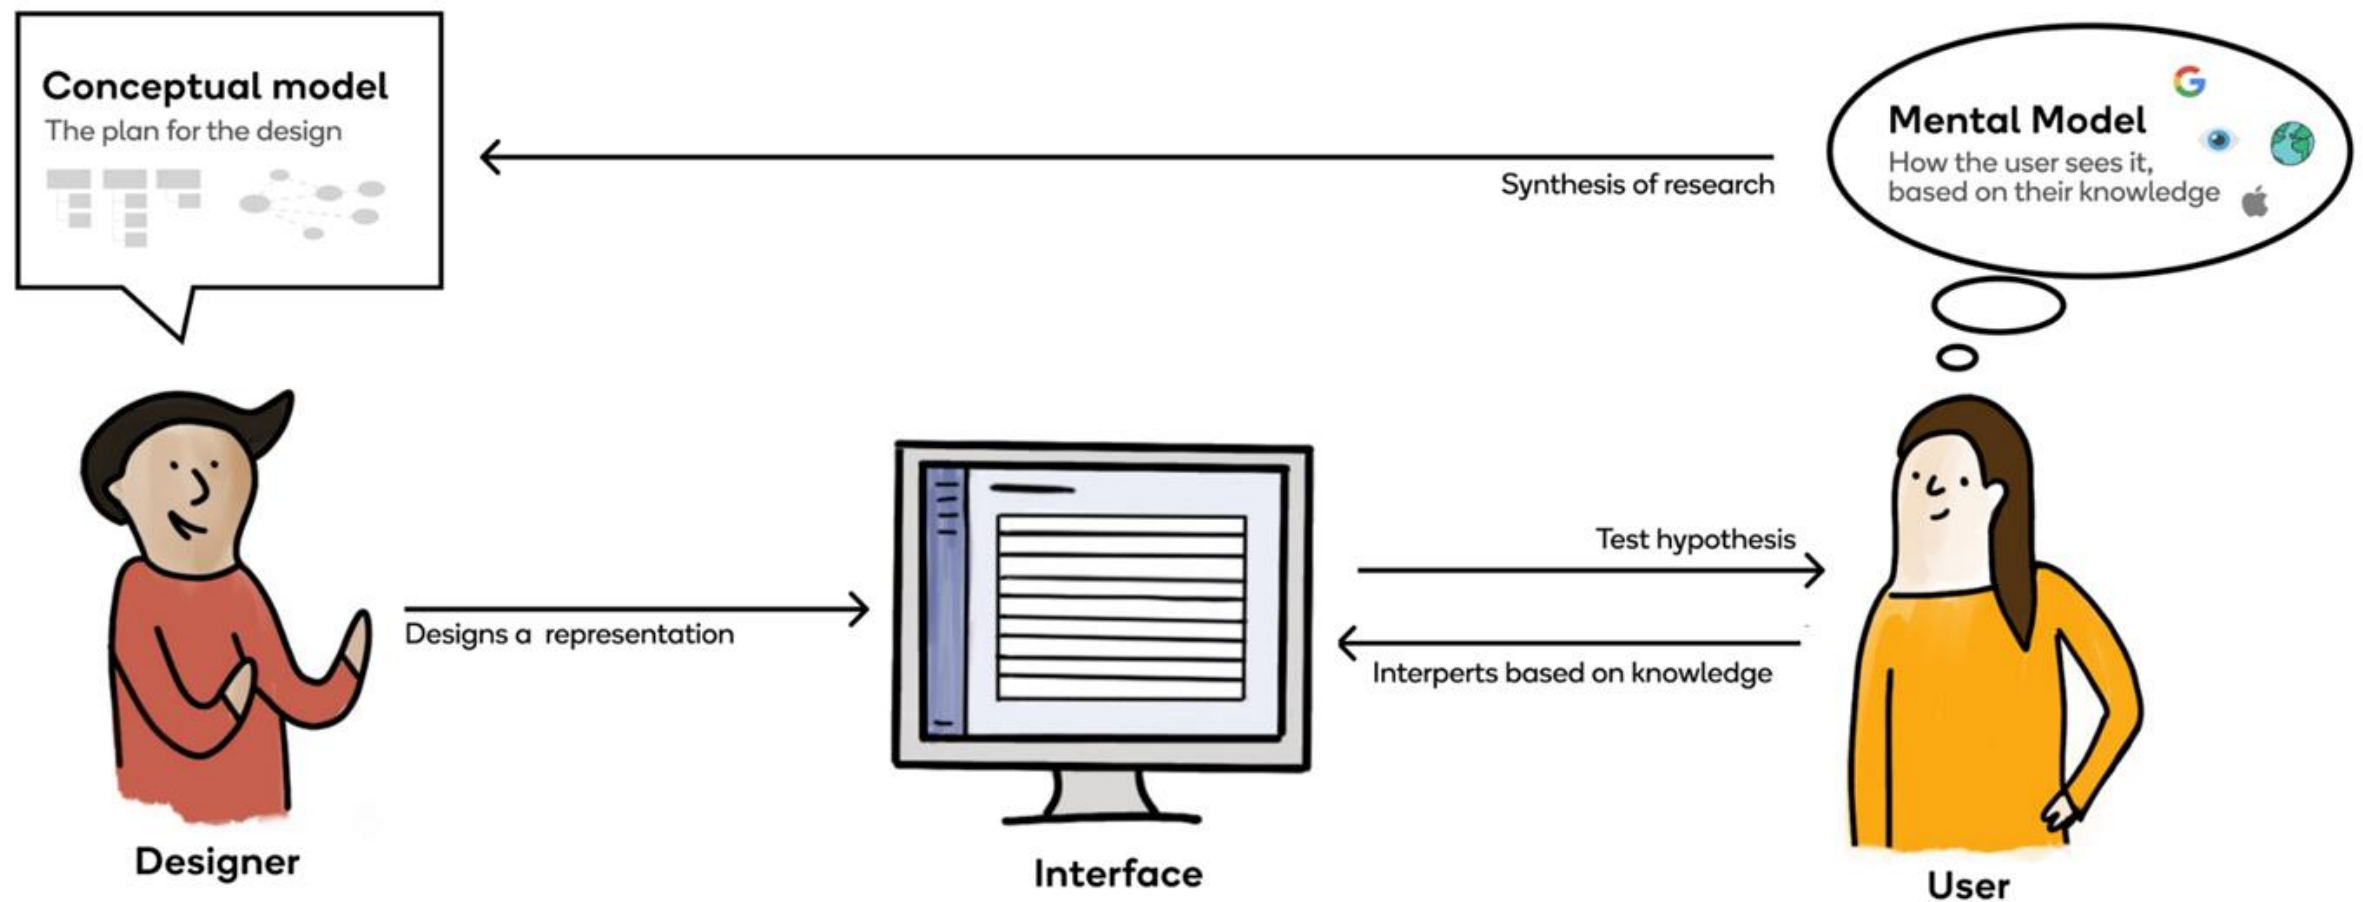 Conceptual model
The plan for the design
Synthesis of research
Mental Model
How the user sees it,
based on their knowledge
G
Designs a representation
Test hypothesis
Interperts based on knowledge
Designer
Interface
User